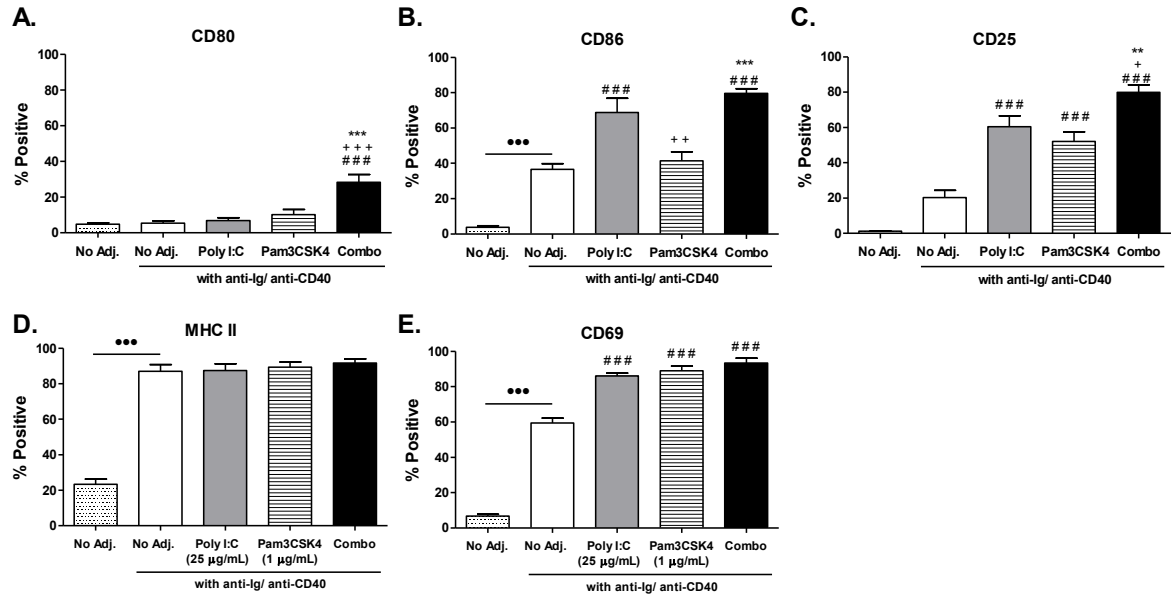 A.
CD80
% Positive
100
80
60
40
20
0
***
+ + +
# # #
No Adj.
No Adj.
Poly I:C
Pam3CSK4
Combo
with anti-Ig/ anti-CD40
B.
CD86
% Positive
100
80
60
40
20
0
•••
# # #
+ +
***
# # #
No Adj.
No Adj.
Poly I:C
Pam3CSK4
Combo
with anti-Ig/ anti-CD40
C.
CD25
% Positive
100
80
60
40
20
0
# # #
# # #
**
+
# # #
No Adj.
No Adj.
Poly I:C
Pam3CSK4
Combo
with anti-Ig/ anti-CD40
D.
MHC II
% Positive
100
80
60
40
20
0
•••
No Adj.
No Adj.
Poly I:C
(25 µg/mL)
Pam3CSK4
(1 µg/mL)
Combo
with anti-Ig/ anti-CD40
E.
CD69
% Positive
100
80
60
40
20
0
•••
# # #
# # #
# # #
No Adj.
No Adj.
Poly I:C
(25 µg/mL)
Pam3CSK4
(1 µg/mL)
Combo
with anti-Ig/ anti-CD40